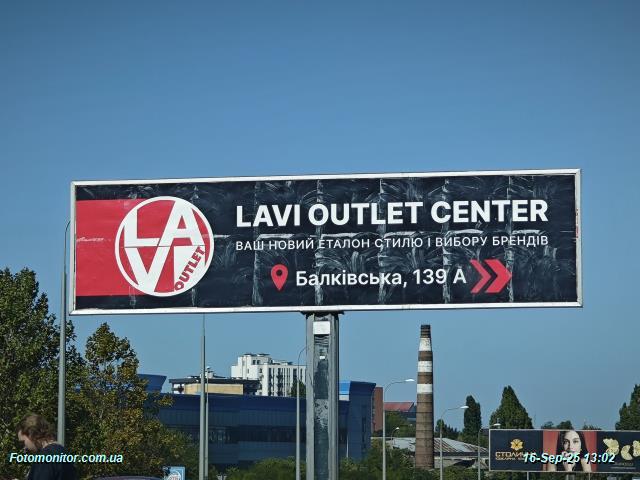 LAVI OUTLET CENTER
ВАШ НОВИЙ ЕТАЛОН СТИЛЮ І ВИБОРУ БРЕНДІВ
Балківська, 139 А
LAVI
OUTLET
Fotomonitor.com.ua
16-Sep-25 13:02